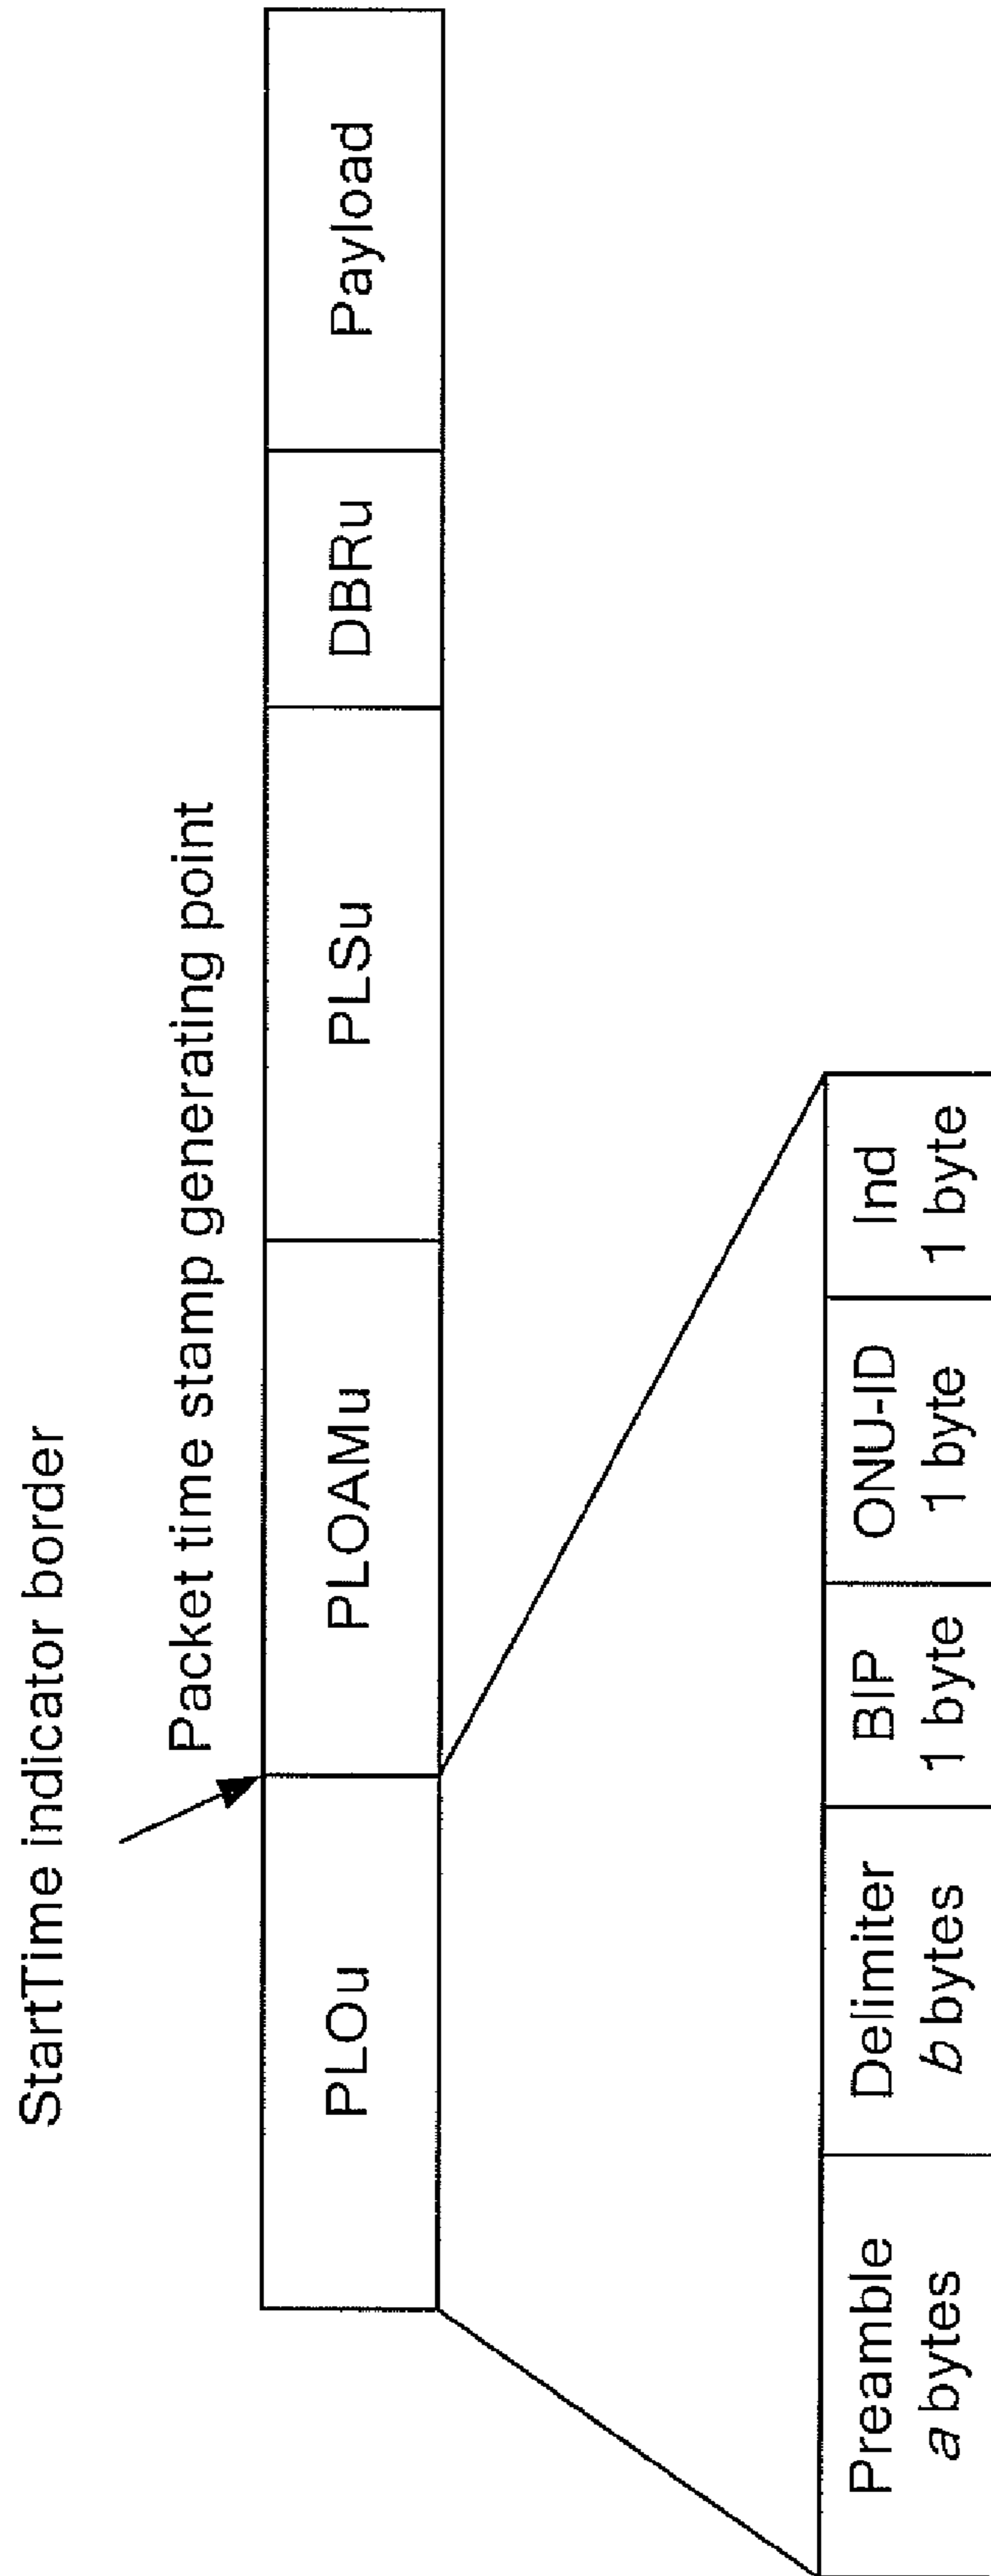 StartTime indicator border
Packet time stamp generating point
PLOu
PLOAMu
PLSu
DBRu
Payload
Preamble
a bytes
Delimiter
b bytes
BIP
1 byte
ONU-ID
1 byte
Ind
1 byte